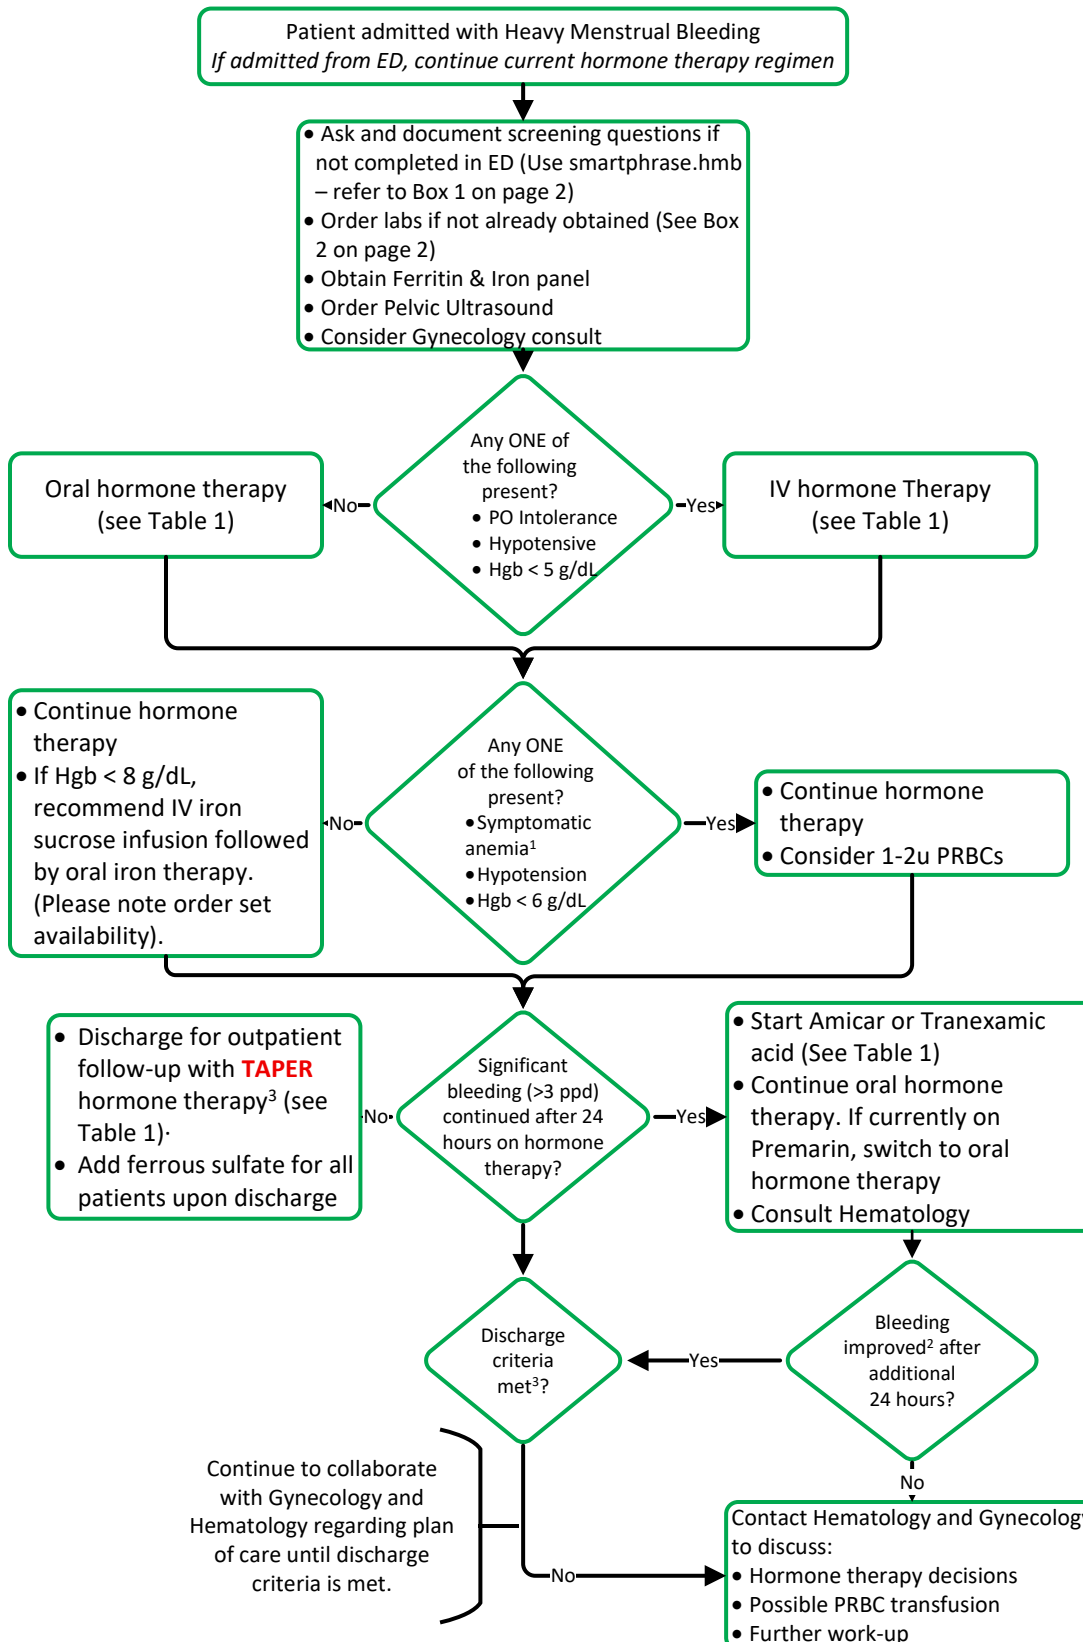 Patient admitted with Heavy Menstrual Bleeding
If admitted from ED, continue current hormone therapy regimen
• Ask and document screening questions if
not completed in ED (Use smartphrase.hmb
– refer to Box 1 on page 2)
• Order labs if not already obtained (See Box
2 on page 2)
• Obtain Ferritin & Iron panel
• Order Pelvic Ultrasound
• Consider Gynecology consult
Any ONE of
the following
present?
• PO Intolerance
• Hypotensive
• Hgb < 5 g/dL
No
Yes
Oral hormone therapy
(see Table 1)
IV hormone Therapy
(see Table 1)
Any ONE
of the following
present?
•Symptomatic
anemia¹
•Hypotension
•Hgb < 6 g/dL
No
Yes
• Continue hormone
therapy
• If Hgb < 8 g/dL,
recommend IV iron
sucrose infusion followed
by oral iron therapy.
(Please note order set
availability).
• Continue hormone
therapy
• Consider 1-2u PRBCs
Significant
bleeding (>3 ppd)
continued after 24
hours on hormone
therapy?
No
Yes
• Discharge for outpatient
follow-up with TAPER
hormone therapy³ (see
Table 1)·
• Add ferrous sulfate for all
patients upon discharge
• Start Amicar or Tranexamic
acid (See Table 1)
• Continue oral hormone
therapy. If currently on
Premarin, switch to oral
hormone therapy
• Consult Hematology
Bleeding
improved² after
additional
24 hours?
Yes
No
Discharge
criteria
met³?
No
Continue to collaborate
with Gynecology and
Hematology regarding plan
of care until discharge
criteria is met.
Contact Hematology and Gynecology
to discuss:
• Hormone therapy decisions
• Possible PRBC transfusion
• Further work-up